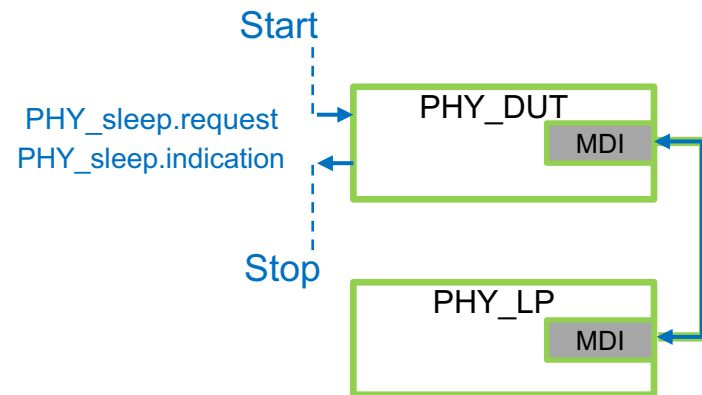 Start
PHY_sleep.request
PHY_sleep.indication
Stop
PHY_DUT
MDI
PHY_LP
MDI